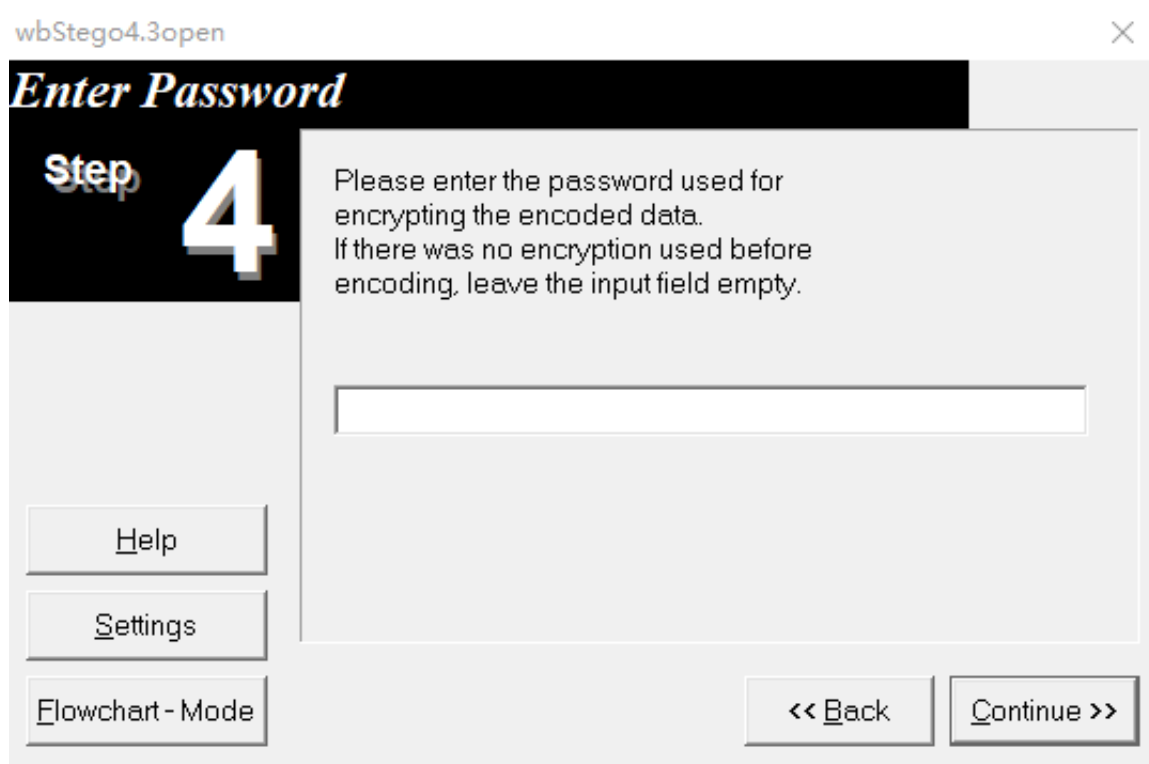 wbStego4.3open
Enter Password
Step 4
Please enter the password used for
encrypting the encoded data.
If there was no encryption used before
encoding, leave the input field empty.
Help
Settings
Flowchart - Mode
<< Back
Continue >>